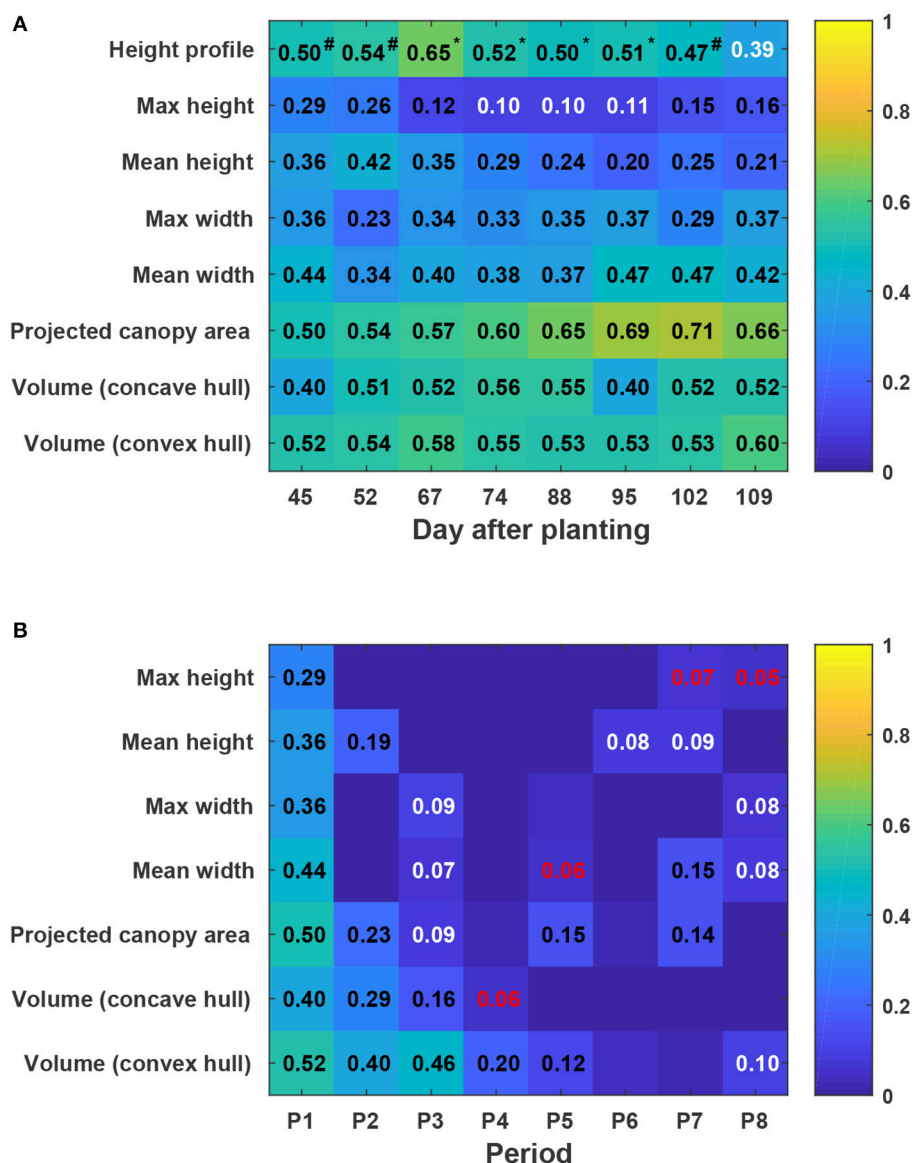 A
Height profile 0.50# 0.54# 0.65* 0.52* 0.50* 0.51* 0.47# 0.39
Max height 0.29 0.26 0.12 0.10 0.10 0.11 0.15 0.16
Mean height 0.36 0.42 0.35 0.29 0.24 0.20 0.25 0.21
Max width 0.36 0.23 0.34 0.33 0.35 0.37 0.29 0.37
Mean width 0.44 0.34 0.40 0.38 0.37 0.47 0.47 0.42
Projected canopy area 0.50 0.54 0.57 0.60 0.65 0.69 0.71 0.66
Volume (concave hull) 0.40 0.51 0.52 0.56 0.55 0.40 0.52 0.52
Volume (convex hull) 0.52 0.54 0.58 0.55 0.53 0.53 0.53 0.60
45 52 67 74 88 95 102 109
Day after planting
1
0.8
0.6
0.4
0.2
0
B
Max height 0.29 0.07 0.05
Mean height 0.36 0.19 0.08 0.09
Max width 0.36 0.09 0.08
Mean width 0.44 0.07 0.06 0.15 0.08
Projected canopy area 0.50 0.23 0.09 0.15 0.14
Volume (concave hull) 0.40 0.29 0.16 0.06
Volume (convex hull) 0.52 0.40 0.46 0.20 0.12 0.10
P1 P2 P3 P4 P5 P6 P7 P8
Period
1
0.8
0.6
0.4
0.2
0